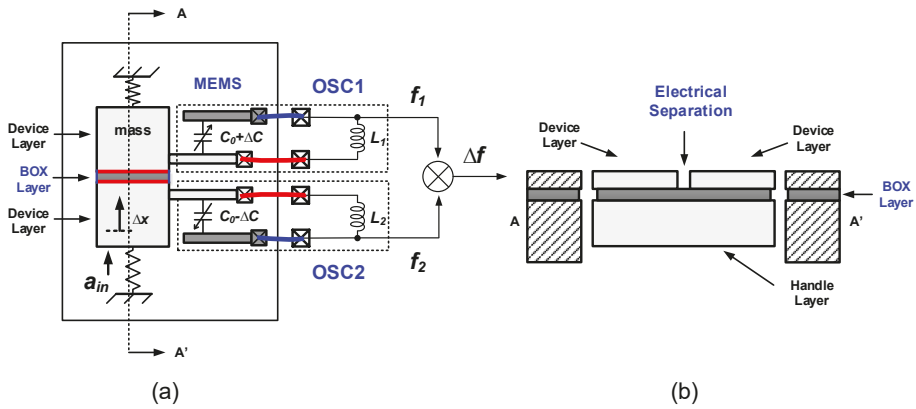 A
MEMS
OSC1
f1
Device
Layer
mass
C0+ΔC
L1
BOX
Layer
Δf
Device
Layer
Δx
C0-ΔC
L2
ain
OSC2
f2
A'
(a)
Electrical
Separation
Device
Layer
Device
Layer
A
A'
BOX
Layer
Handle
Layer
(b)